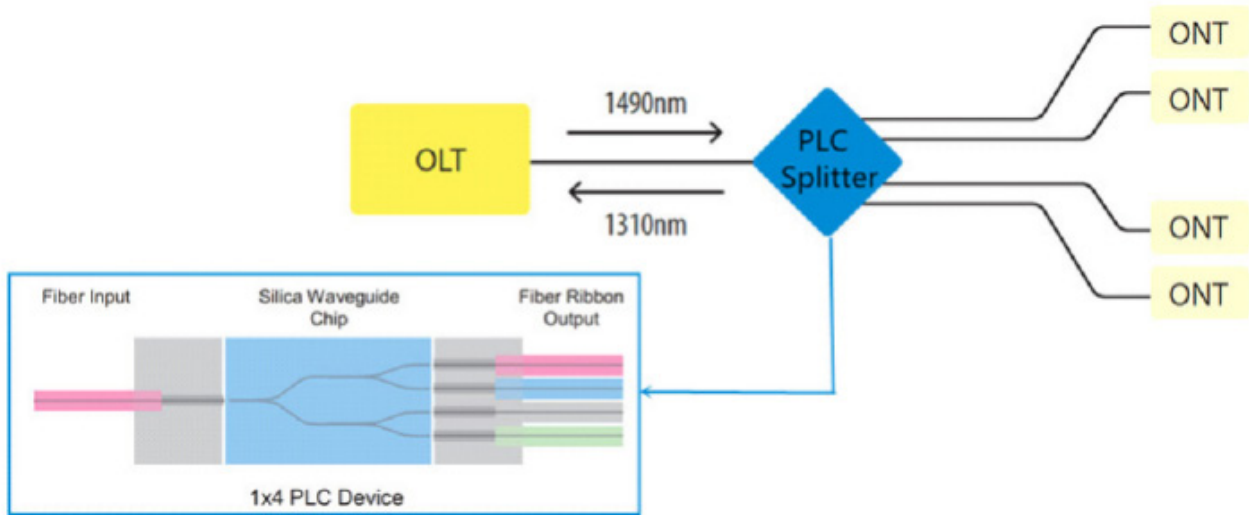 ONT
1490nm
ONT
OLT
PLC
Splitter
1310nm
ONT
ONT
Fiber Input
Silica Waveguide
Chip
Fiber Ribbon
Output
1x4 PLC Device